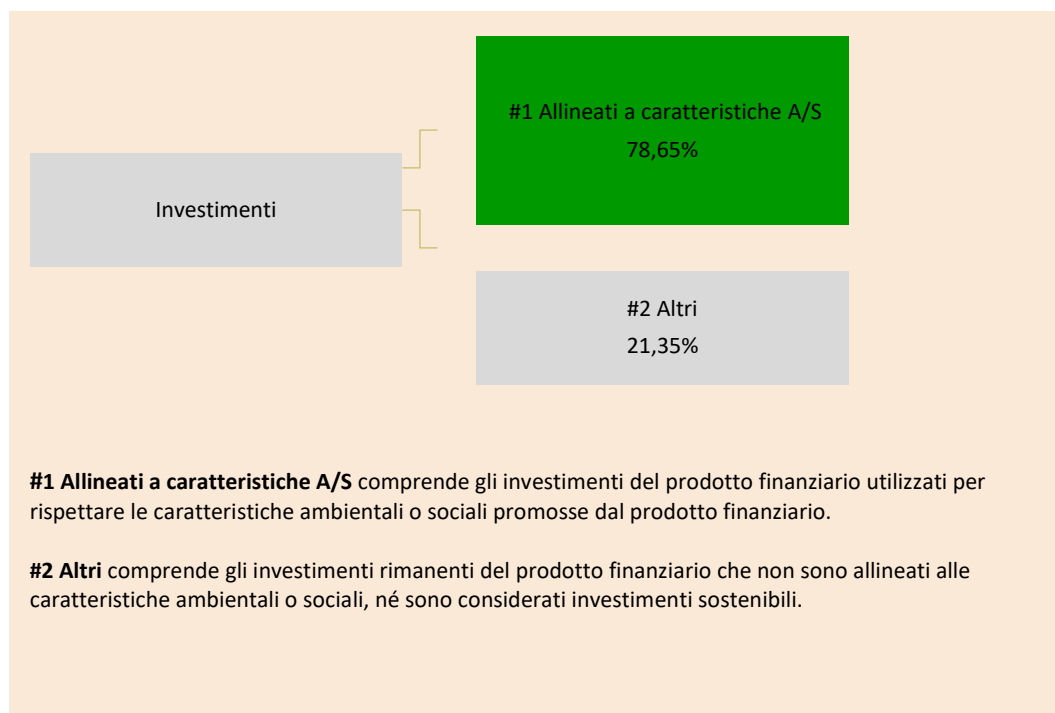 #1 Allineati a caratteristiche A/S
78,65%
Investimenti
#2 Altri
21,35%
#1 Allineati a caratteristiche A/S comprende gli investimenti del prodotto finanziario utilizzati per
rispettare le caratteristiche ambientali o sociali promosse dal prodotto finanziario.
#2 Altri comprende gli investimenti rimanenti del prodotto finanziario che non sono allineati alle
caratteristiche ambientali o sociali, né sono considerati investimenti sostenibili.